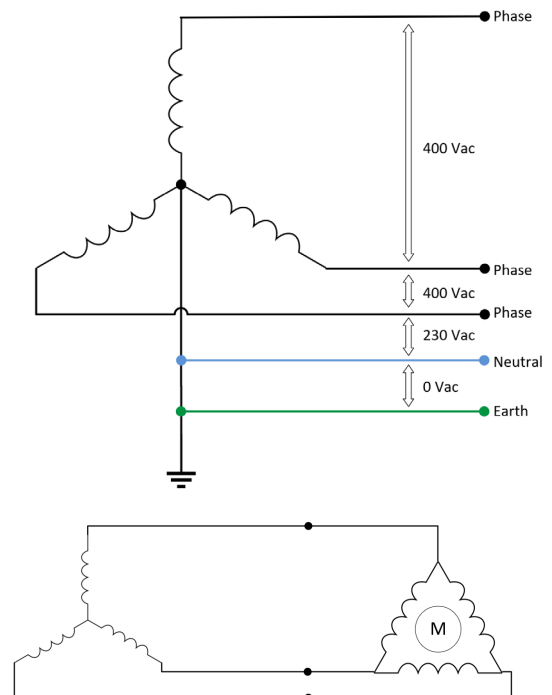 Phase
400 Vac
Phase
400 Vac
Phase
230 Vac
Neutral
0 Vac
Earth
M